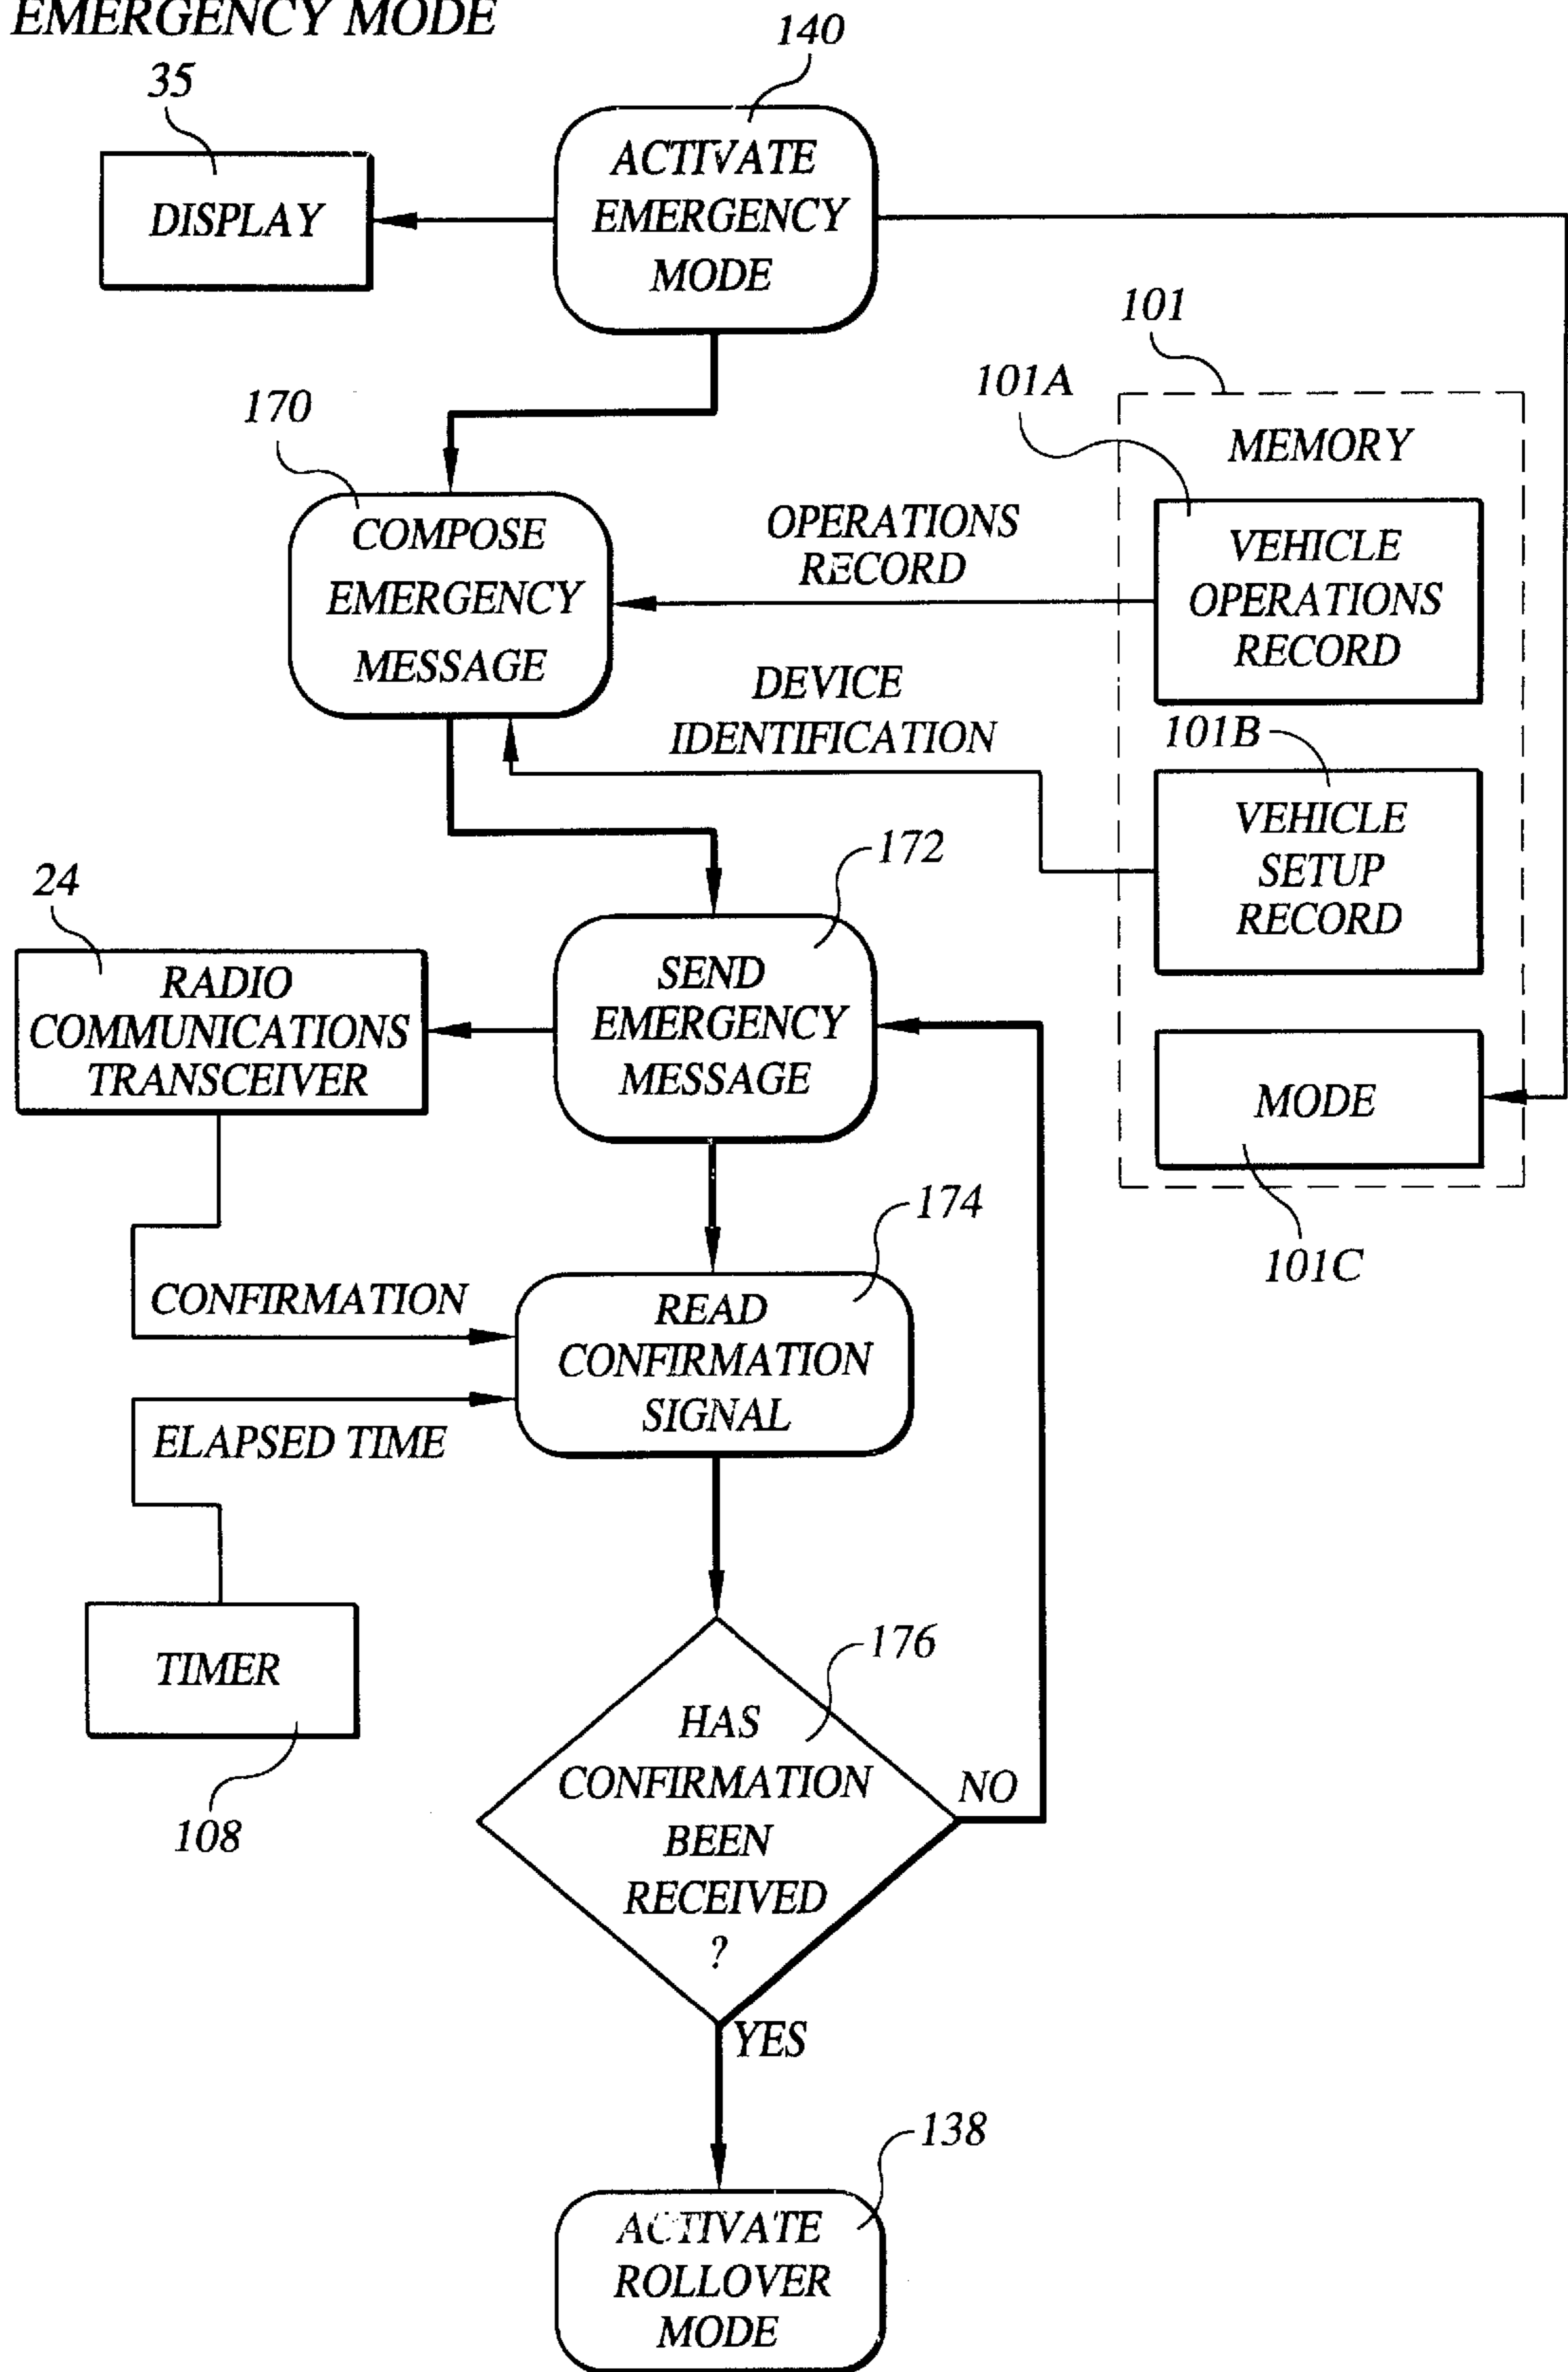 EMERGENCY MODE
140
35
ACTIVATE
EMERGENCY
MODE
DISPLAY
101
101A
170
MEMORY
COMPOSE
EMERGENCY
MESSAGE
OPERATIONS
RECORD
VEHICLE
OPERATIONS
RECORD
DEVICE
IDENTIFICATION
101B
VEHICLE
SETUP
RECORD
172
24
RADIO
COMMUNICATIONS
TRANSCEIVER
SEND
EMERGENCY
MESSAGE
MODE
101C
174
CONFIRMATION
READ
CONFIRMATION
SIGNAL
ELAPSED TIME
TIMER
108
176
HAS
CONFIRMATION
BEEN
RECEIVED
?
NO
YES
138
ACTIVATE
ROLLOVER
MODE